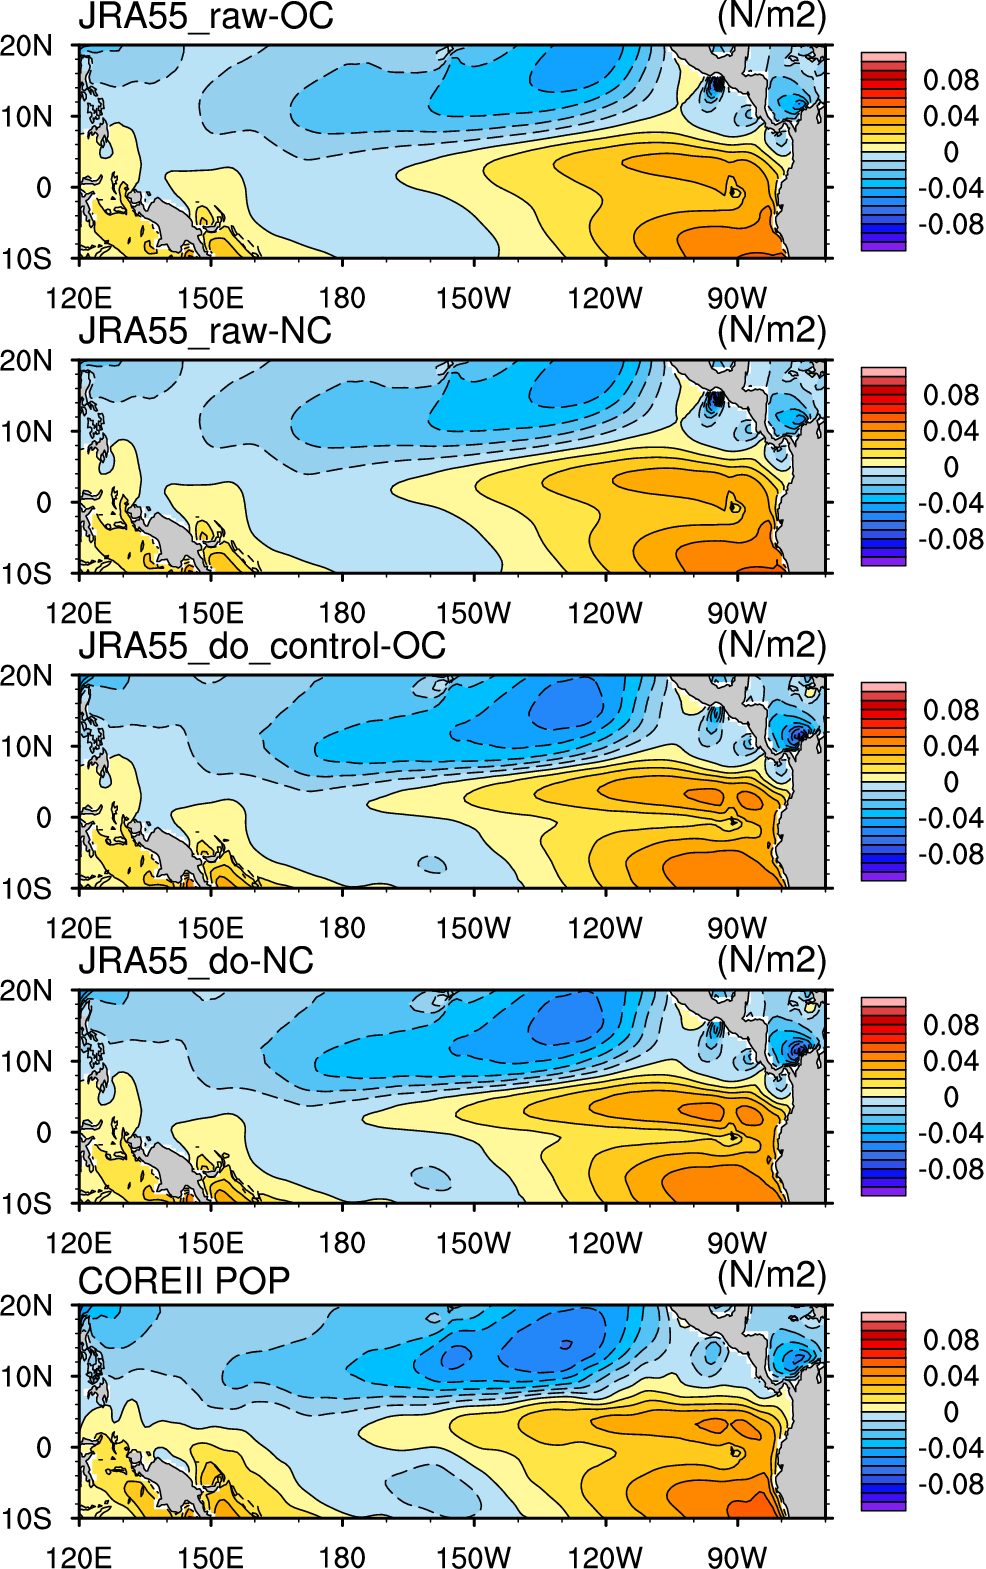 JRA55_raw-OC (N/m2)
20N
10N
0
10S
120E 150E 180 150W 120W 90W
0.08
0.04
0
-0.04
-0.08
JRA55_raw-NC (N/m2)
20N
10N
0
10S
120E 150E 180 150W 120W 90W
0.08
0.04
0
-0.04
-0.08
JRA55_do_control-OC (N/m2)
20N
10N
0
10S
120E 150E 180 150W 120W 90W
0.08
0.04
0
-0.04
-0.08
JRA55_do-NC (N/m2)
20N
10N
0
10S
120E 150E 180 150W 120W 90W
0.08
0.04
0
-0.04
-0.08
COREII POP (N/m2)
20N
10N
0
10S
120E 150E 180 150W 120W 90W
0.08
0.04
0
-0.04
-0.08